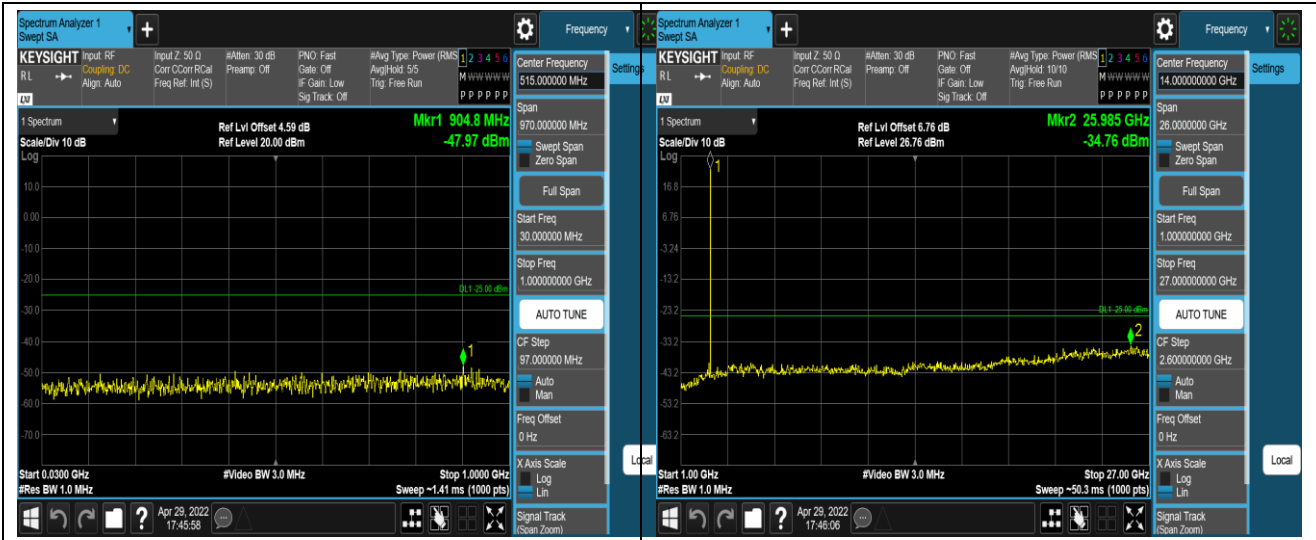 Spectrum Analyzer 1
Swept SA
Frequency
KEYSIGHT
Input: RF
Coupling: DC
Align: Auto
Input Z: 50 Ω
Corr CCorr RCal
Freq Ref: Int (S)
#Atten: 30 dB
Preamp: Off
PNO: Fast
Gate: Off
IF Gain: Low
Sig Track: Off
#Avg Type: Power (RMS
Avg|Hold: 5/5
Trig: Free Run
1 2 3 4 5 6
M W W W W W
P P P P P P
RL
LXI
1 Spectrum
Scale/Div 10 dB
Log
Ref Lvl Offset 4.59 dB
Ref Level 20.00 dBm
Mkr1 904.8 MHz
-47.97 dBm
10.0
0.00
-10.0
-20.0
-30.0
-40.0
-50.0
-60.0
-70.0
DL1 -25.00 dBm
1
Start 0.0300 GHz
#Res BW 1.0 MHz
#Video BW 3.0 MHz
Stop 1.0000 GHz
Sweep ~1.41 ms (1000 pts)
Apr 29, 2022
17:45:58
Center Frequency
515.000000 MHz
Settings
Span
970.000000 MHz
Swept Span
Zero Span
Full Span
Start Freq
30.000000 MHz
Stop Freq
1.000000000 GHz
AUTO TUNE
CF Step
97.000000 MHz
Auto
Man
Freq Offset
0 Hz
X Axis Scale
Log
Lin
Local
Signal Track
(Span Zoom)
Spectrum Analyzer 1
Swept SA
Frequency
KEYSIGHT
Input: RF
Coupling: DC
Align: Auto
Input Z: 50 Ω
Corr CCorr RCal
Freq Ref: Int (S)
#Atten: 30 dB
Preamp: Off
PNO: Fast
Gate: Off
IF Gain: Low
Sig Track: Off
#Avg Type: Power (RMS
Avg|Hold: 10/10
Trig: Free Run
1 2 3 4 5 6
M W W W W W
P P P P P P
RL
LXI
1 Spectrum
Scale/Div 10 dB
Log
Ref Lvl Offset 6.76 dB
Ref Level 26.76 dBm
Mkr2 25.985 GHz
-34.76 dBm
16.8
6.76
-3.24
-13.2
-23.2
-33.2
-43.2
-53.2
-63.2
DL1 -25.00 dBm
1
2
Start 1.00 GHz
#Res BW 1.0 MHz
#Video BW 3.0 MHz
Stop 27.00 GHz
Sweep ~50.3 ms (1000 pts)
Apr 29, 2022
17:46:06
Center Frequency
14.000000000 GHz
Settings
Span
26.0000000 GHz
Swept Span
Zero Span
Full Span
Start Freq
1.000000000 GHz
Stop Freq
27.000000000 GHz
AUTO TUNE
CF Step
2.600000000 GHz
Auto
Man
Freq Offset
0 Hz
X Axis Scale
Log
Lin
Local
Signal Track
(Span Zoom)